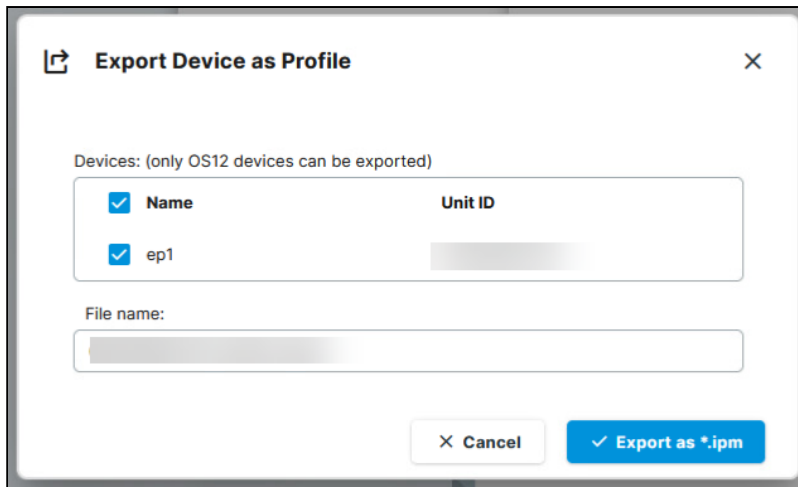 Export Device as Profile
Devices: (only OS12 devices can be exported)
Name Unit ID
ep1
File name:
Cancel Export as *.ipm